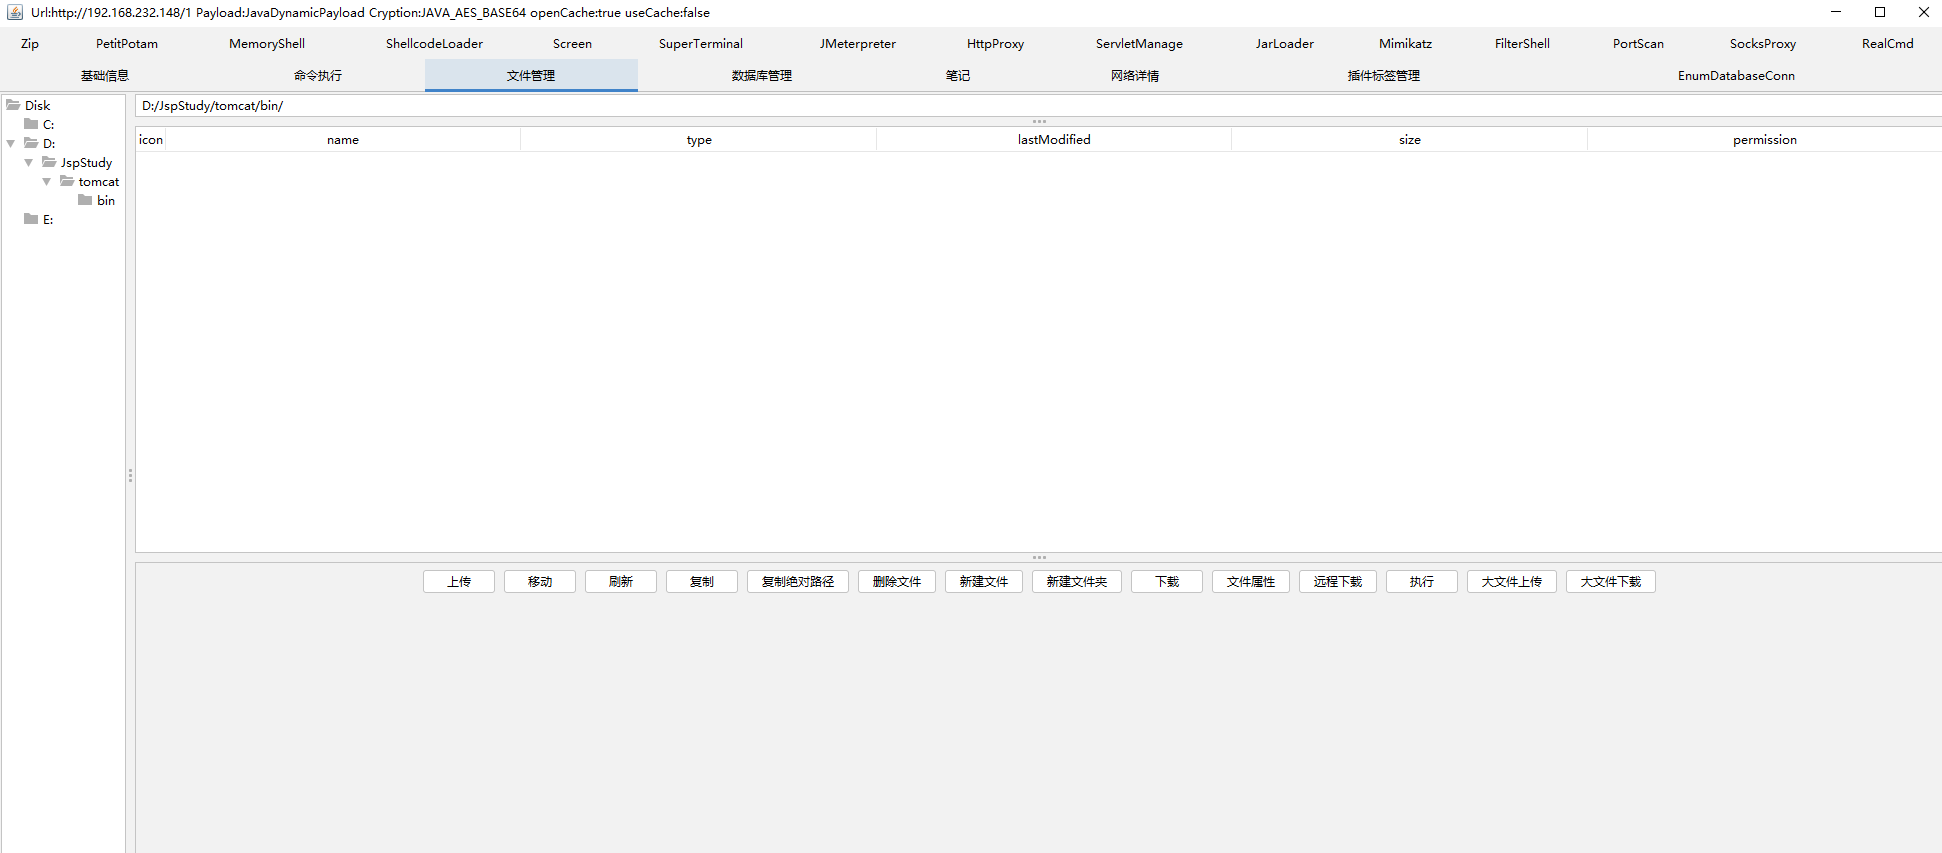 Url:http://192.168.232.148/1 Payload:JavaDynamicPayload Cryption:JAVA_AES_BASE64 openCache:true useCache:false
Zip PetitPotam MemoryShell ShellcodeLoader Screen SuperTerminal JMeterpreter HttpProxy ServletManage JarLoader Mimikatz FilterShell PortScan SocksProxy RealCmd
基础信息 命令执行 文件管理 数据库管理 笔记 网络详情 插件标签管理 EnumDatabaseConn
Disk
C:
D:
JspStudy
tomcat
bin
E:
D:/JspStudy/tomcat/bin/
icon name type lastModified size permission
上传 移动 刷新 复制 复制绝对路径 删除文件 新建文件 新建文件夹 下载 文件属性 远程下载 执行 大文件上传 大文件下载